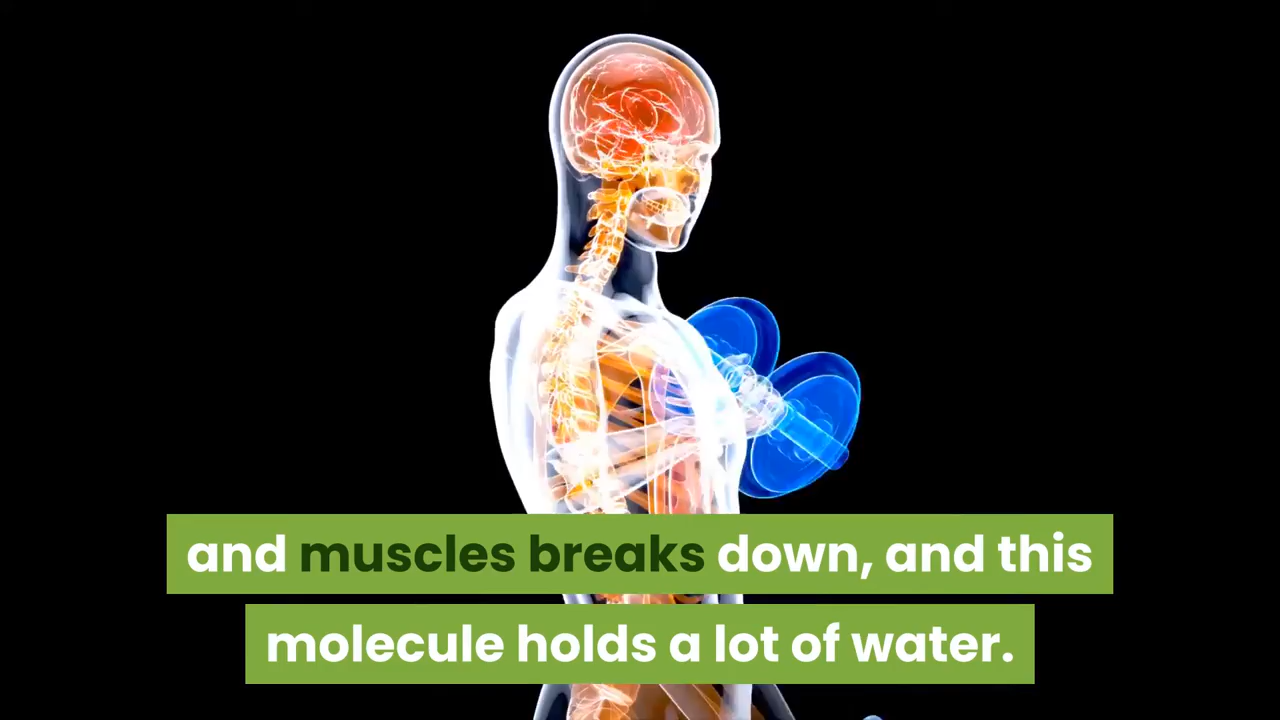 and muscles breaks down, and this
molecule holds a lot of water.